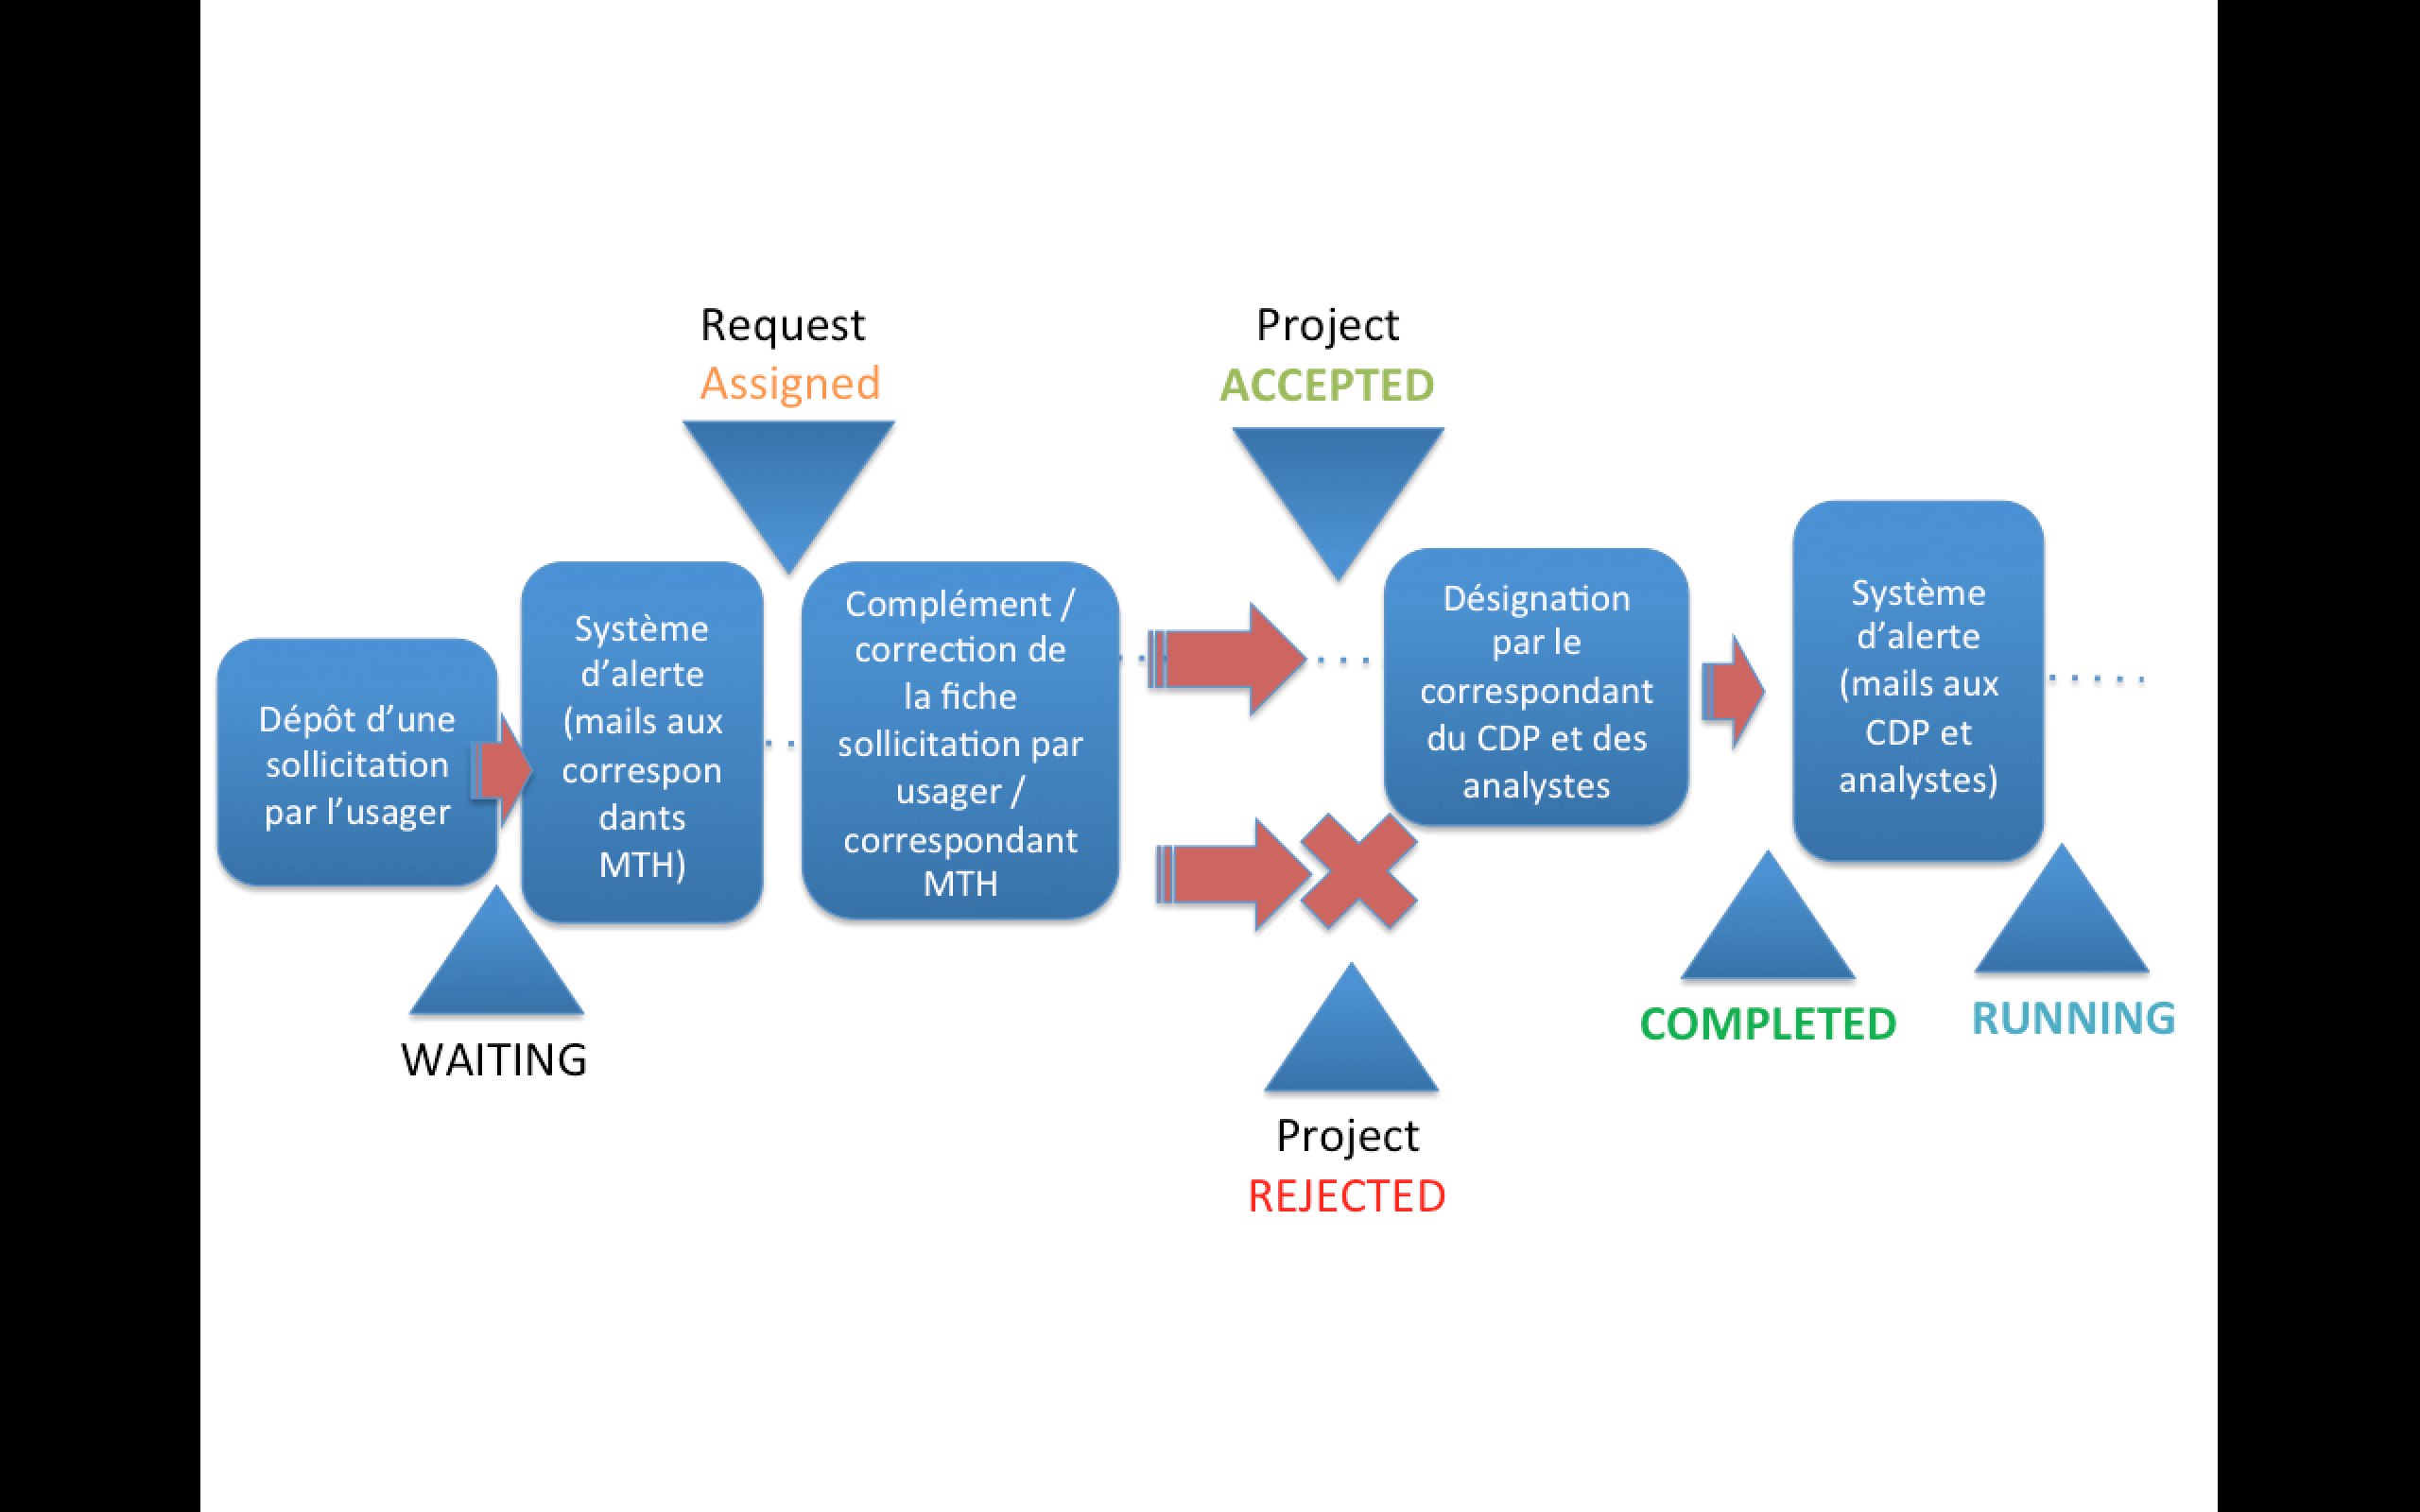 Request
Assigned
Project
ACCEPTED
Dépôt d’une
sollicitation
par l’usager
Système
d’alerte
(mails aux
correspon
dants
MTH)
Complément /
correction de
la fiche
sollicitation par
usager /
correspondant
MTH
Désignation
par le
correspondant
du CDP et des
analystes
Système
d’alerte
(mails aux
CDP et
analystes)
WAITING
Project
REJECTED
COMPLETED
RUNNING